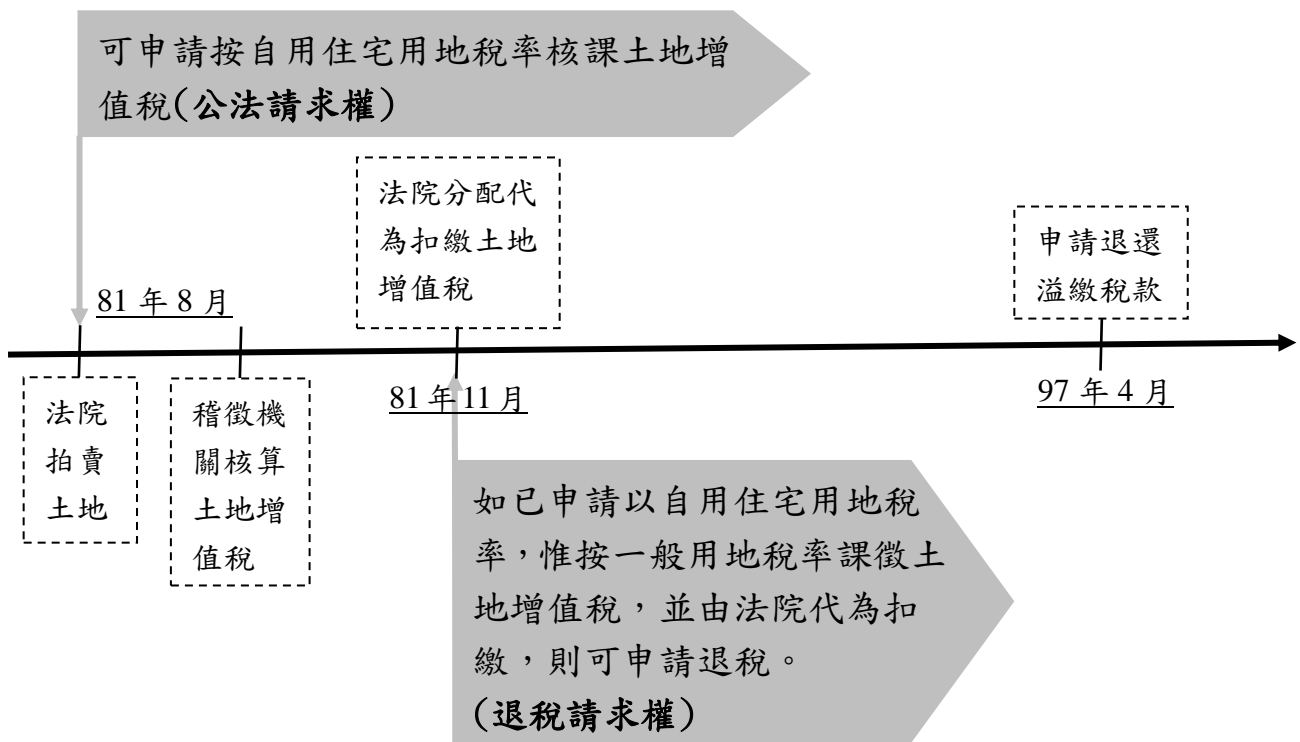 可申請按自用住宅用地稅率核課土地增
值稅(公法請求權)
法院分配代
為扣繳土地
增值稅
申請退還
溢繳稅款
81 年 8 月
81 年 11 月
97 年 4 月
法院
拍賣
土地
稽徵機
關核算
土地增
值稅
如已申請以自用住宅用地稅
率，惟按一般用地稅率課徵土
地增值稅，並由法院代為扣
繳，則可申請退稅。
(退稅請求權)